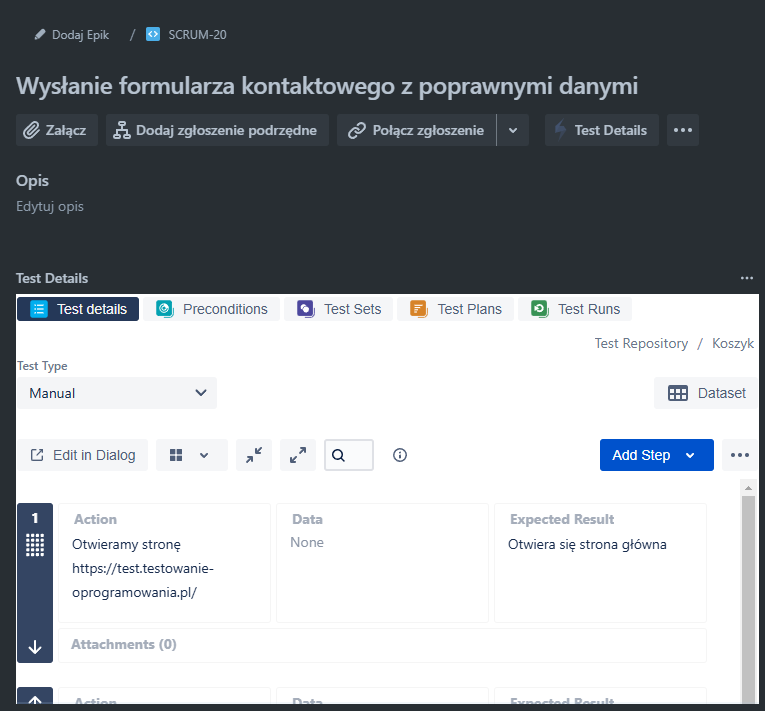 Dodaj Epik / SCRUM-20
Wysłanie formularza kontaktowego z poprawnymi danymi
Załącz Dodaj zgłoszenie podrzędne Połącz zgłoszenie Test Details
Opis
Edytuj opis
Test Details
Test details Preconditions Test Sets Test Plans Test Runs
Test Repository / Koszyk
Test Type
Manual Dataset
Edit in Dialog Add Step
1 Action Data Expected Result
Otwieramy stronę None Otwiera się strona główna
https://test.testowanie-
oprogramowania.pl/
Attachments (0)
Action Data Expected Result